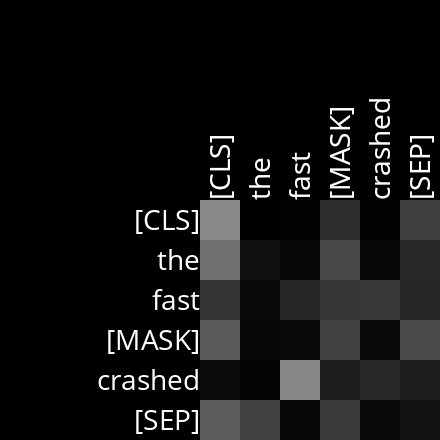 [CLS]
the
fast
[MASK]
crashed
[SEP]
[CLS]
the
fast
[MASK]
crashed
[SEP]